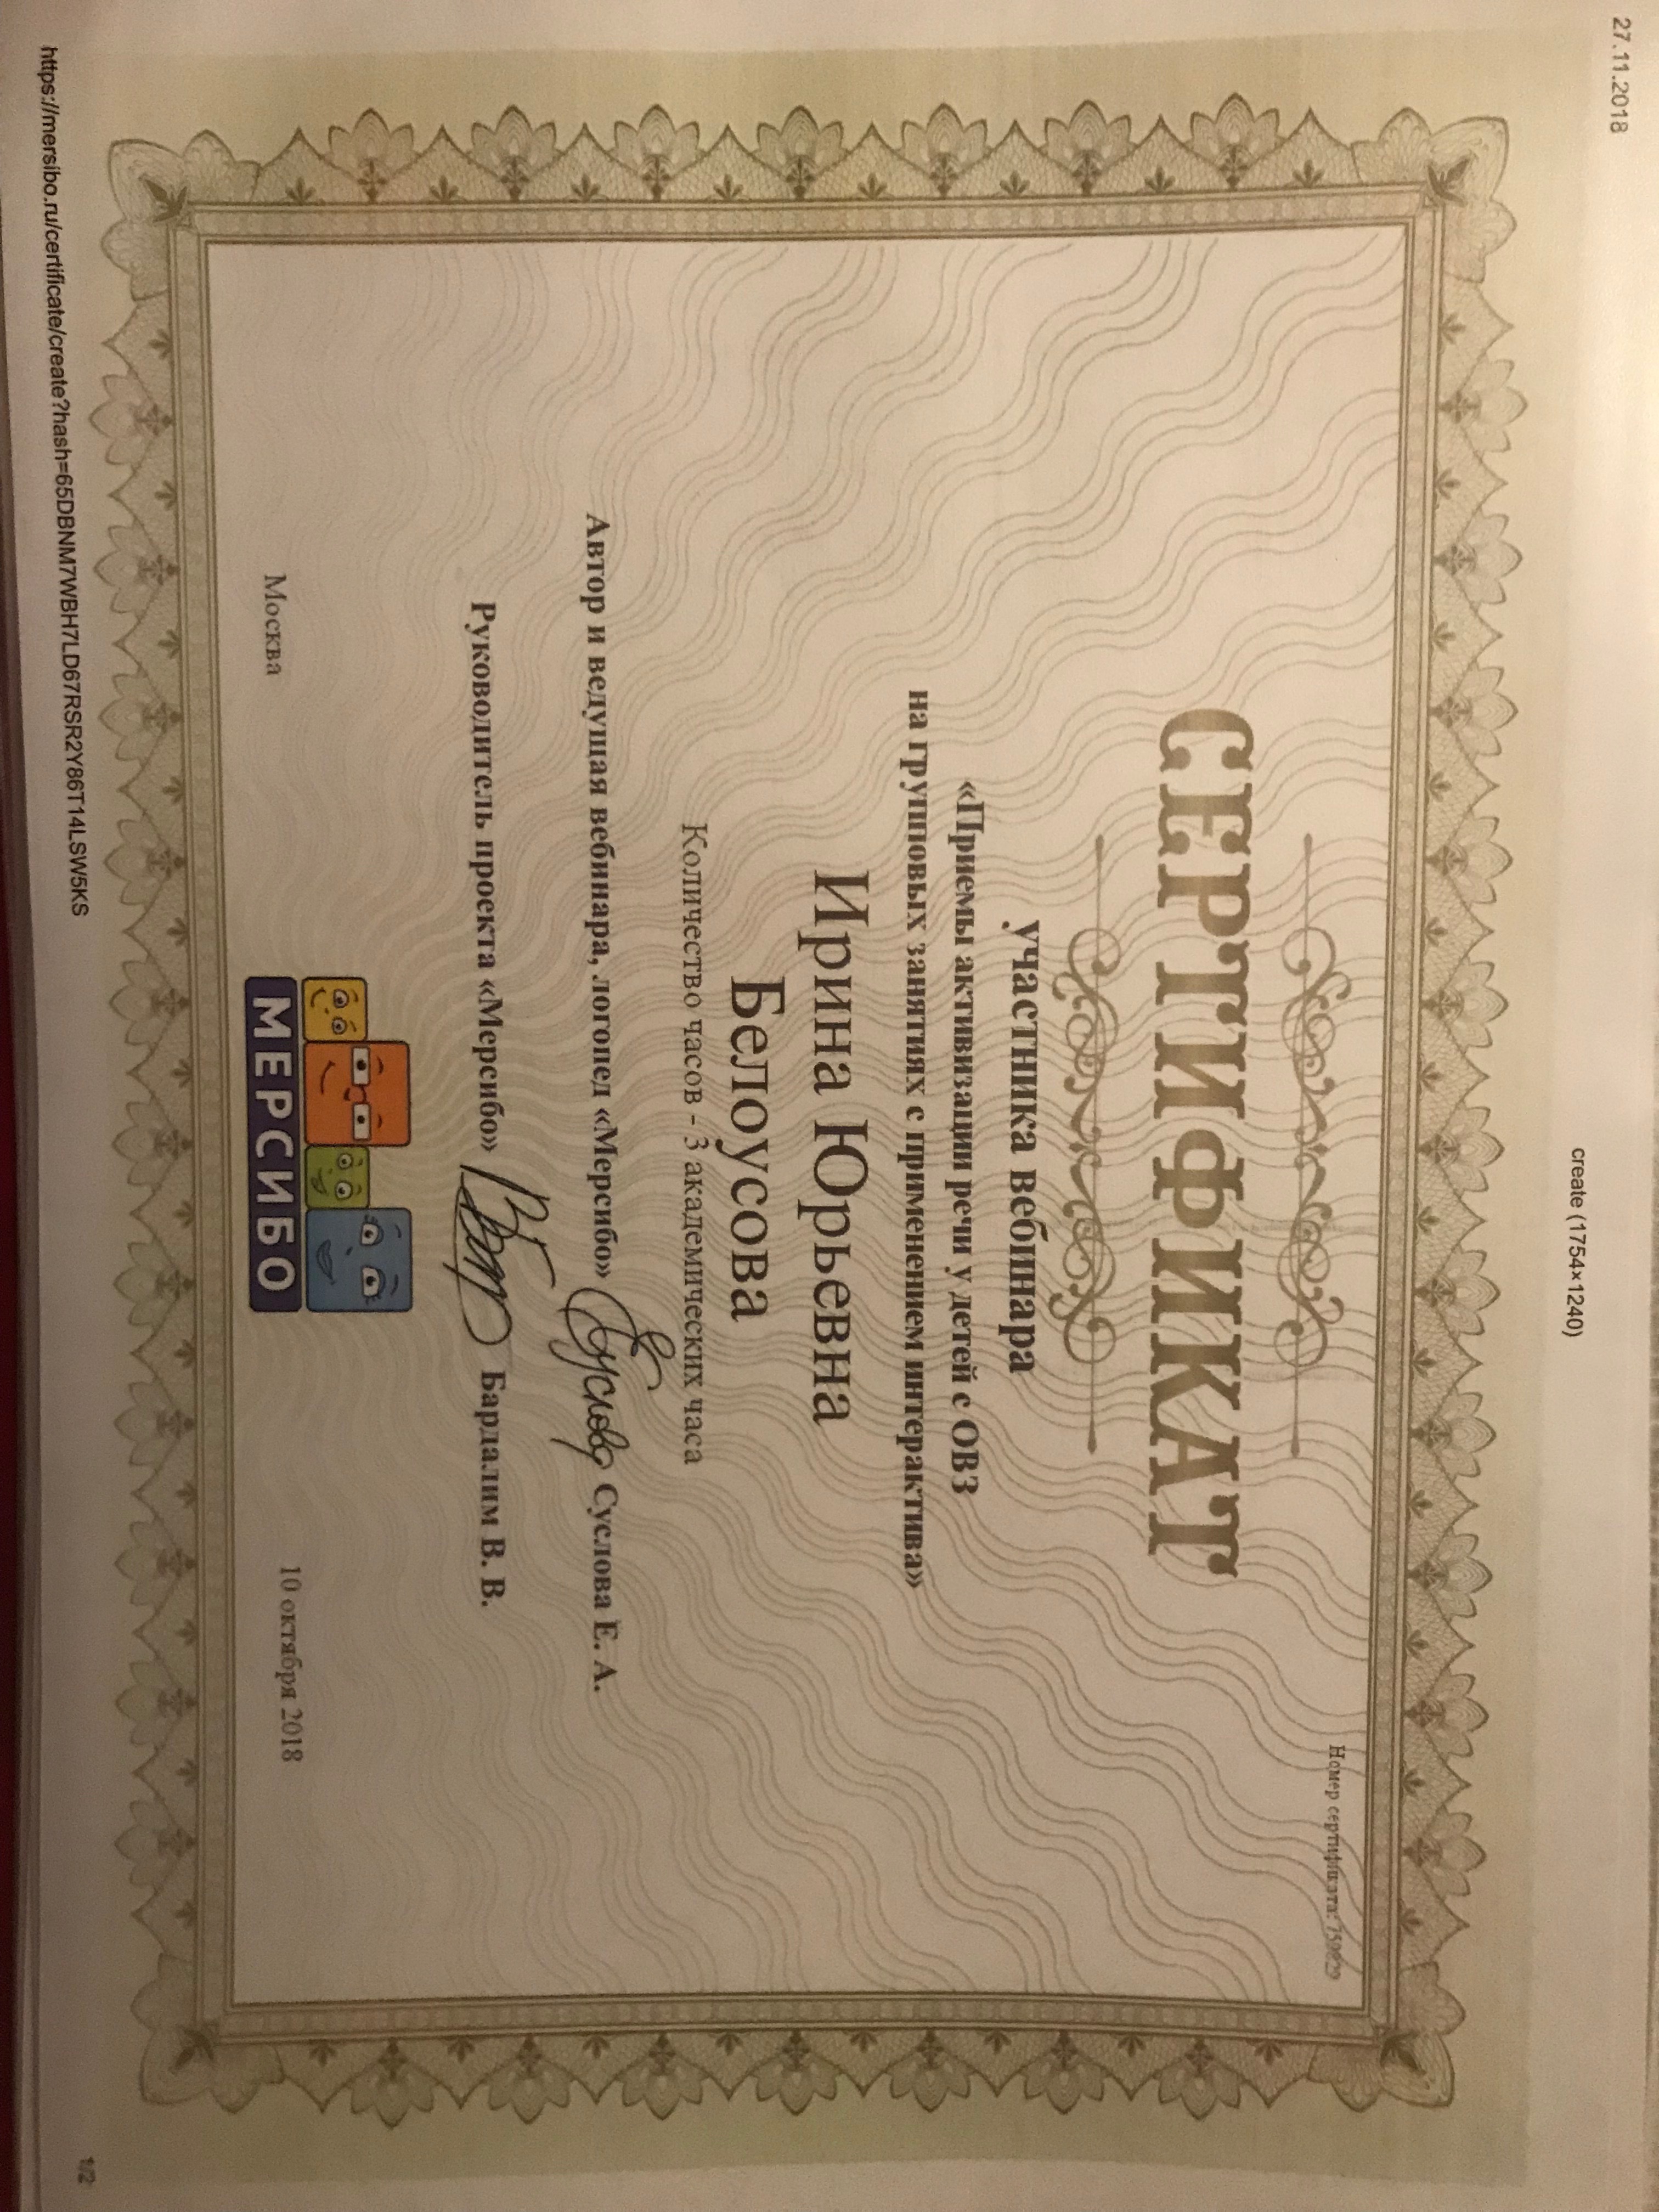 27.11.2018
create (1754×1240)
Номер сертификата: 759829
СЕРТИФИКАТ
участника вебинара
«Приемы активизации речи у детей с ОВЗ
на групповых занятиях с применением интерактива»
Ирина Юрьевна
Белоусова
Количество часов - 3 академических часа
Автор и ведущая вебинара, логопед «Мерсибо» Суслова Е. А.
Руководитель проекта «Мерсибо» Бардалим В. В.
Москва
МЕРСИБО
10 октября 2018
https://mersibo.ru/certificate/create?hash=65DBNM7WBH7LD67RSR2Y86T14LSW5KS
1/2